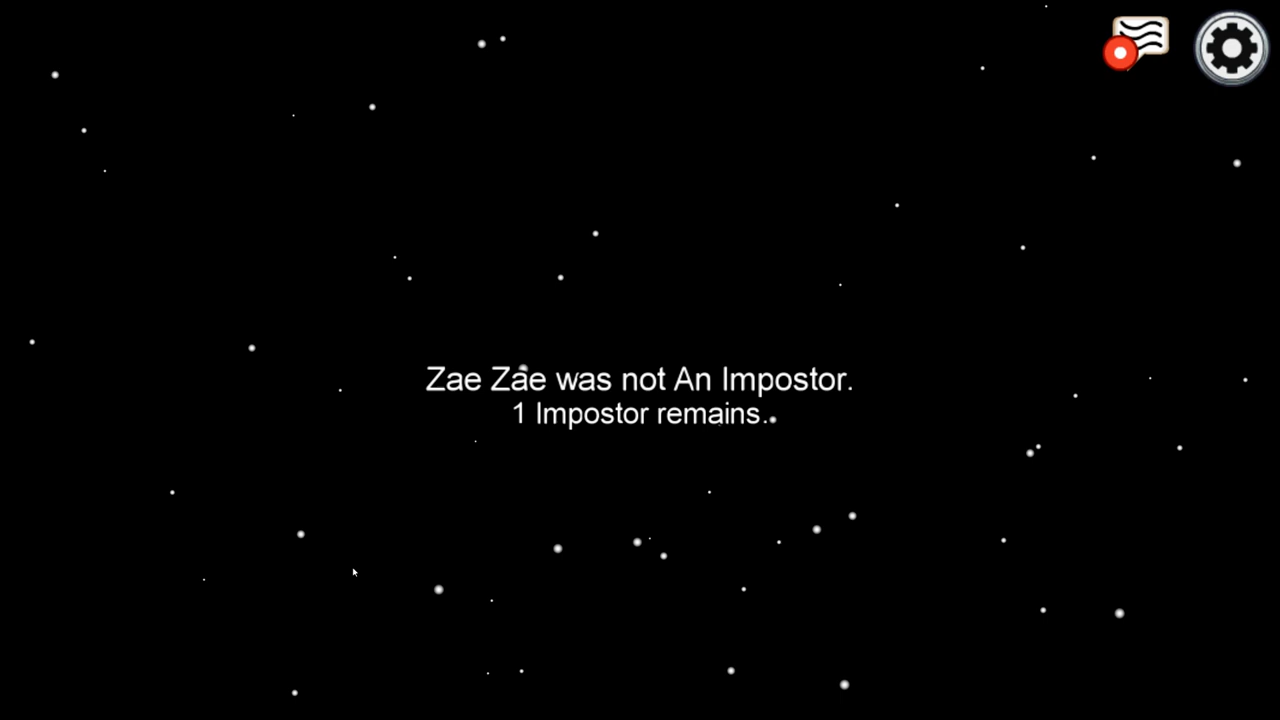 Zae Zae was not An Impostor.
1 Impostor remains.